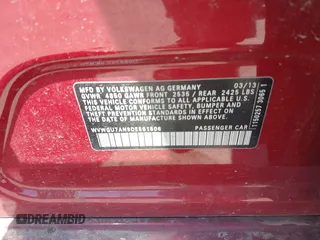 MFD BY VOLKSWAGEN AG GERMANY 03/13
GVWR 4850 GAWR FRONT 2535 / REAR 2425 LBS
THIS VEHICLE CONFORMS TO ALL APPLICABLE U.S.
FEDERAL MOTOR VEHICLE SAFETY, BUMPER AND
THEFT PREVENTION STANDARDS IN EFFECT ON THE
DATE OF MANUFACTURE SHOWN ABOVE.
PASSENGER CAR
DREAMBID